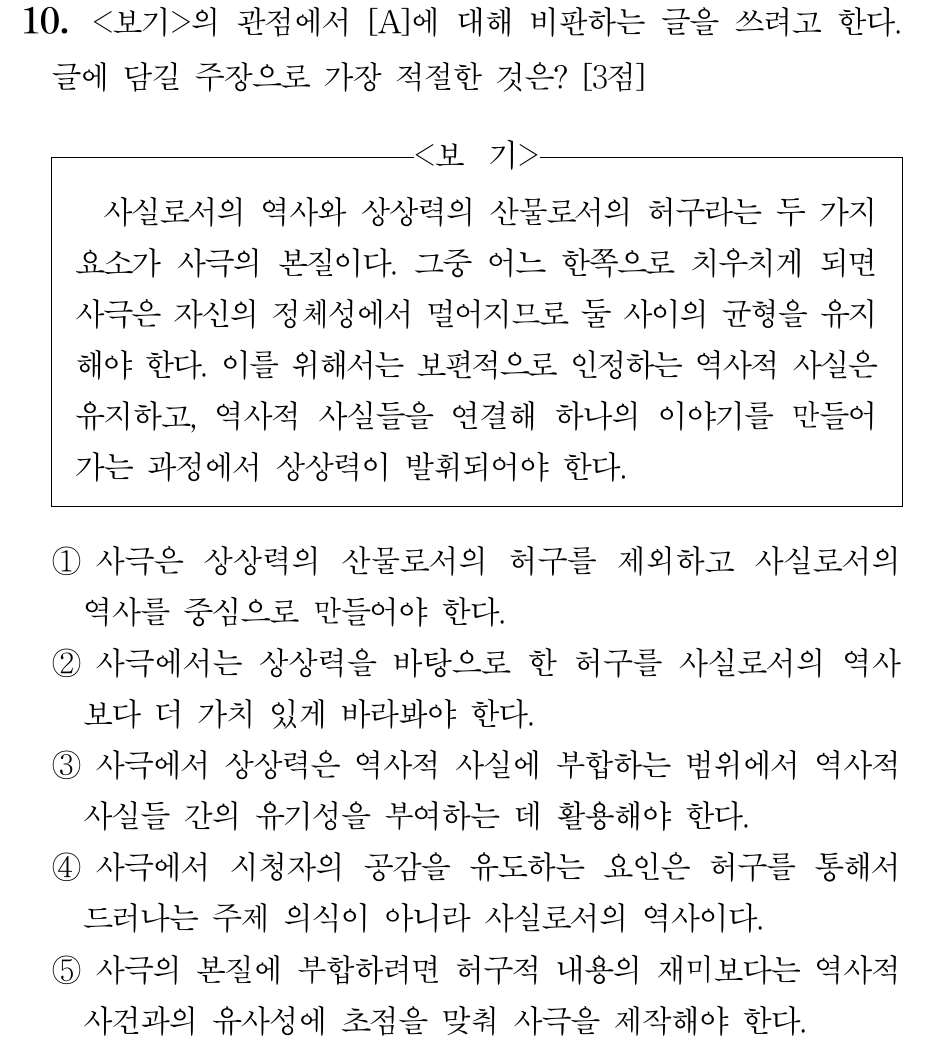 10. <보기>의 관점에서 [A]에 대해 비판하는 글을 쓰려고 한다.
글에 담길 주장으로 가장 적절한 것은? [3점]
<보 기>
사실로서의 역사와 상상력의 산물로서의 허구라는 두 가지
요소가 사극의 본질이다. 그중 어느 한쪽으로 치우치게 되면
사극은 자신의 정체성에서 멀어지므로 둘 사이의 균형을 유지
해야 한다. 이를 위해서는 보편적으로 인정하는 역사적 사실은
유지하고, 역사적 사실들을 연결해 하나의 이야기를 만들어
가는 과정에서 상상력이 발휘되어야 한다.
① 사극은 상상력의 산물로서의 허구를 제외하고 사실로서의
역사를 중심으로 만들어야 한다.
② 사극에서는 상상력을 바탕으로 한 허구를 사실로서의 역사
보다 더 가치 있게 바라봐야 한다.
③ 사극에서 상상력은 역사적 사실에 부합하는 범위에서 역사적
사실들 간의 유기성을 부여하는 데 활용해야 한다.
④ 사극에서 시청자의 공감을 유도하는 요인은 허구를 통해서
드러나는 주제 의식이 아니라 사실로서의 역사이다.
⑤ 사극의 본질에 부합하려면 허구적 내용의 재미보다는 역사적
사건과의 유사성에 초점을 맞춰 사극을 제작해야 한다.